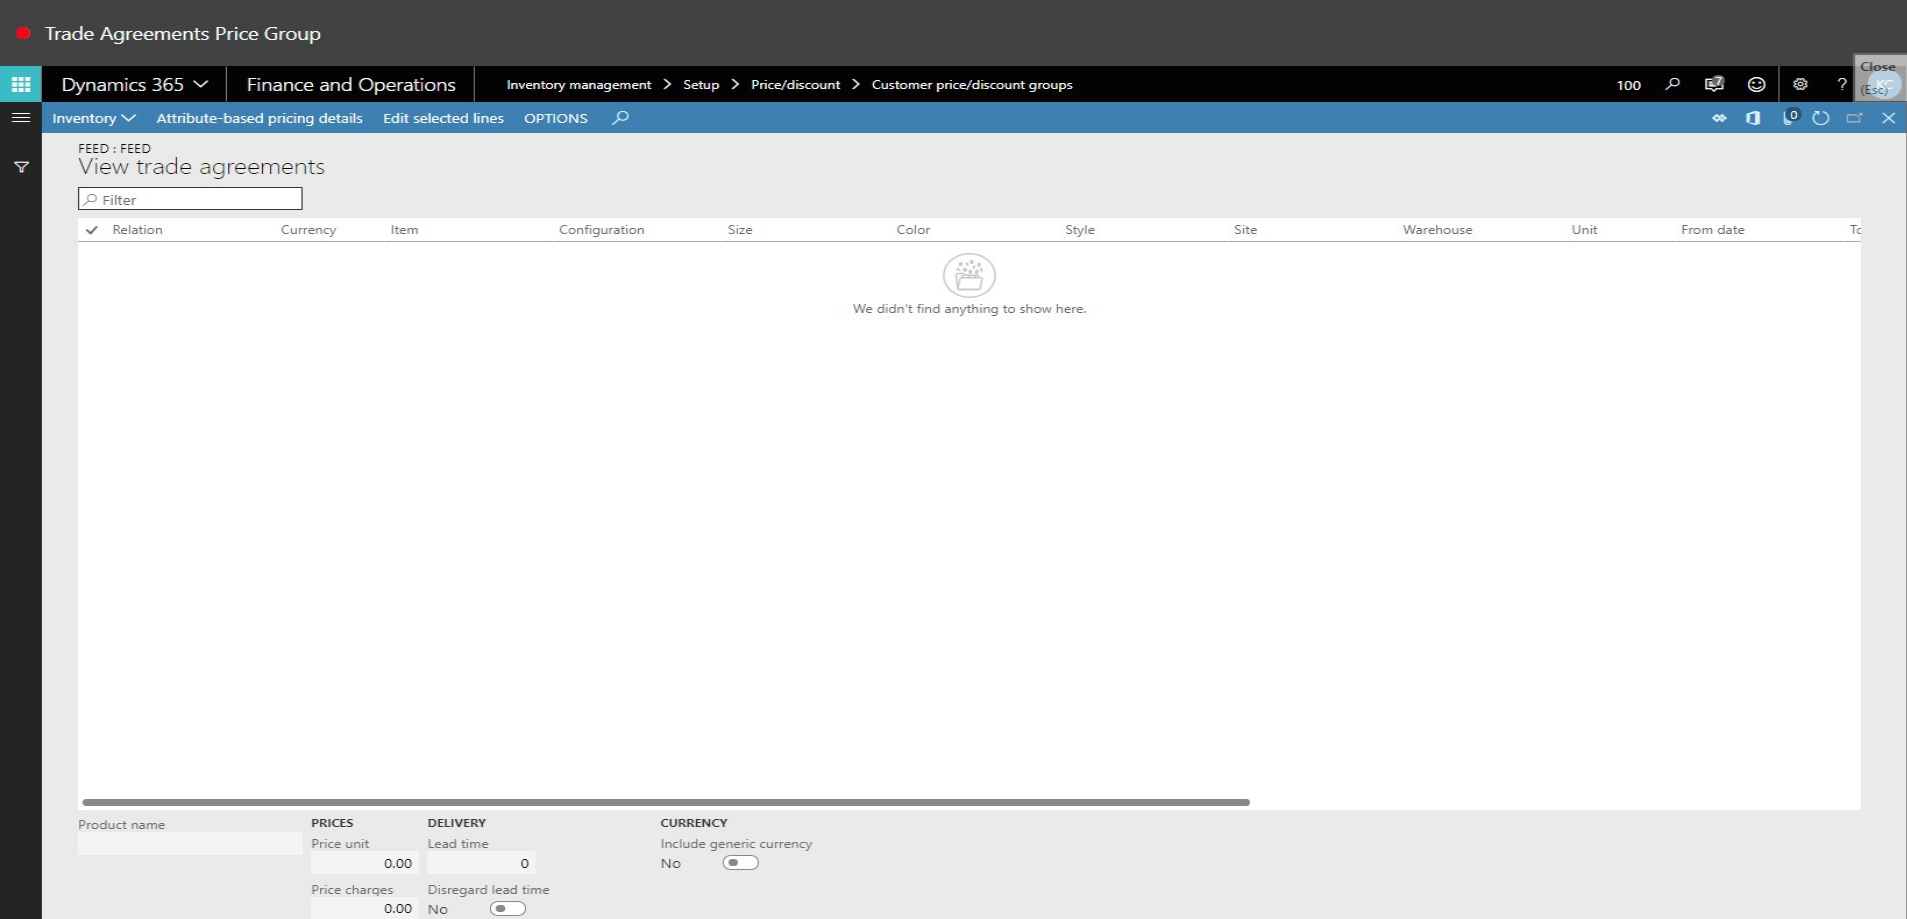 Trade Agreements Price Group
Dynamics 365
Finance and Operations
Inventory management > Setup > Price/discount > Customer price/discount groups
100
7
?
Close
(Esc)
KC
Inventory
Attribute-based pricing details
Edit selected lines
OPTIONS
0
FEED : FEED
View trade agreements
Filter
Relation Currency Item Configuration Size Color Style Site Warehouse Unit From date To
We didn't find anything to show here.
Product name
PRICES
Price unit
0.00
Price charges
0.00
DELIVERY
Lead time
0
Disregard lead time
No
CURRENCY
Include generic currency
No